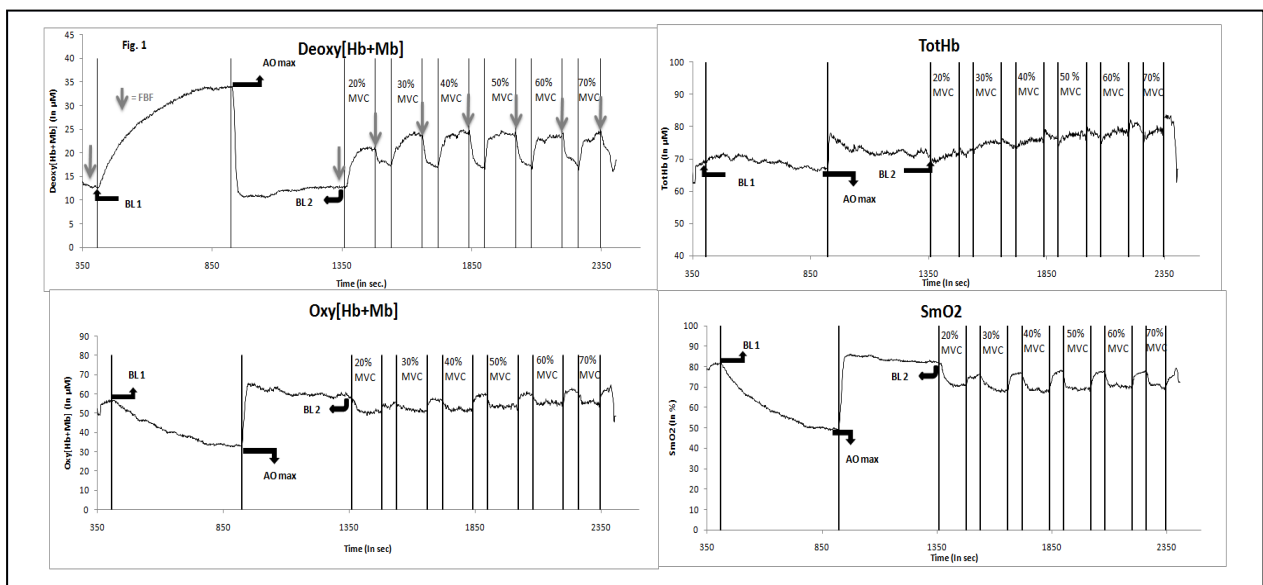 Fig. 1
Deoxy[Hb+Mb]
Deoxy[Hb+Mb] (In µM)
45
40
35
30
25
20
15
10
5
0
= FBF
BL 1
AO max
BL 2
20% MVC
30% MVC
40% MVC
50% MVC
60% MVC
70% MVC
350 850 1350 1850 2350
Time (In sec.)
TotHb
TotHb (In µM)
100
90
80
70
60
50
40
BL 1
AO max
BL 2
20% MVC
30% MVC
40% MVC
50 % MVC
60% MVC
70% MVC
350 850 1350 1850 2350
Time (In sec)
Oxy[Hb+Mb]
Oxy[Hb+Mb] (In µM)
90
80
70
60
50
40
30
20
10
0
BL 1
AO max
BL 2
20% MVC
30% MVC
40% MVC
50% MVC
60% MVC
70% MVC
350 850 1350 1850 2350
Time (In sec)
SmO2
SmO2 (In %)
100
90
80
70
60
50
40
30
20
10
0
BL 1
AO max
BL 2
20% MVC
30% MVC
40% MVC
50% MVC
60% MVC
70% MVC
350 850 1350 1850 2350
Time (In sec)